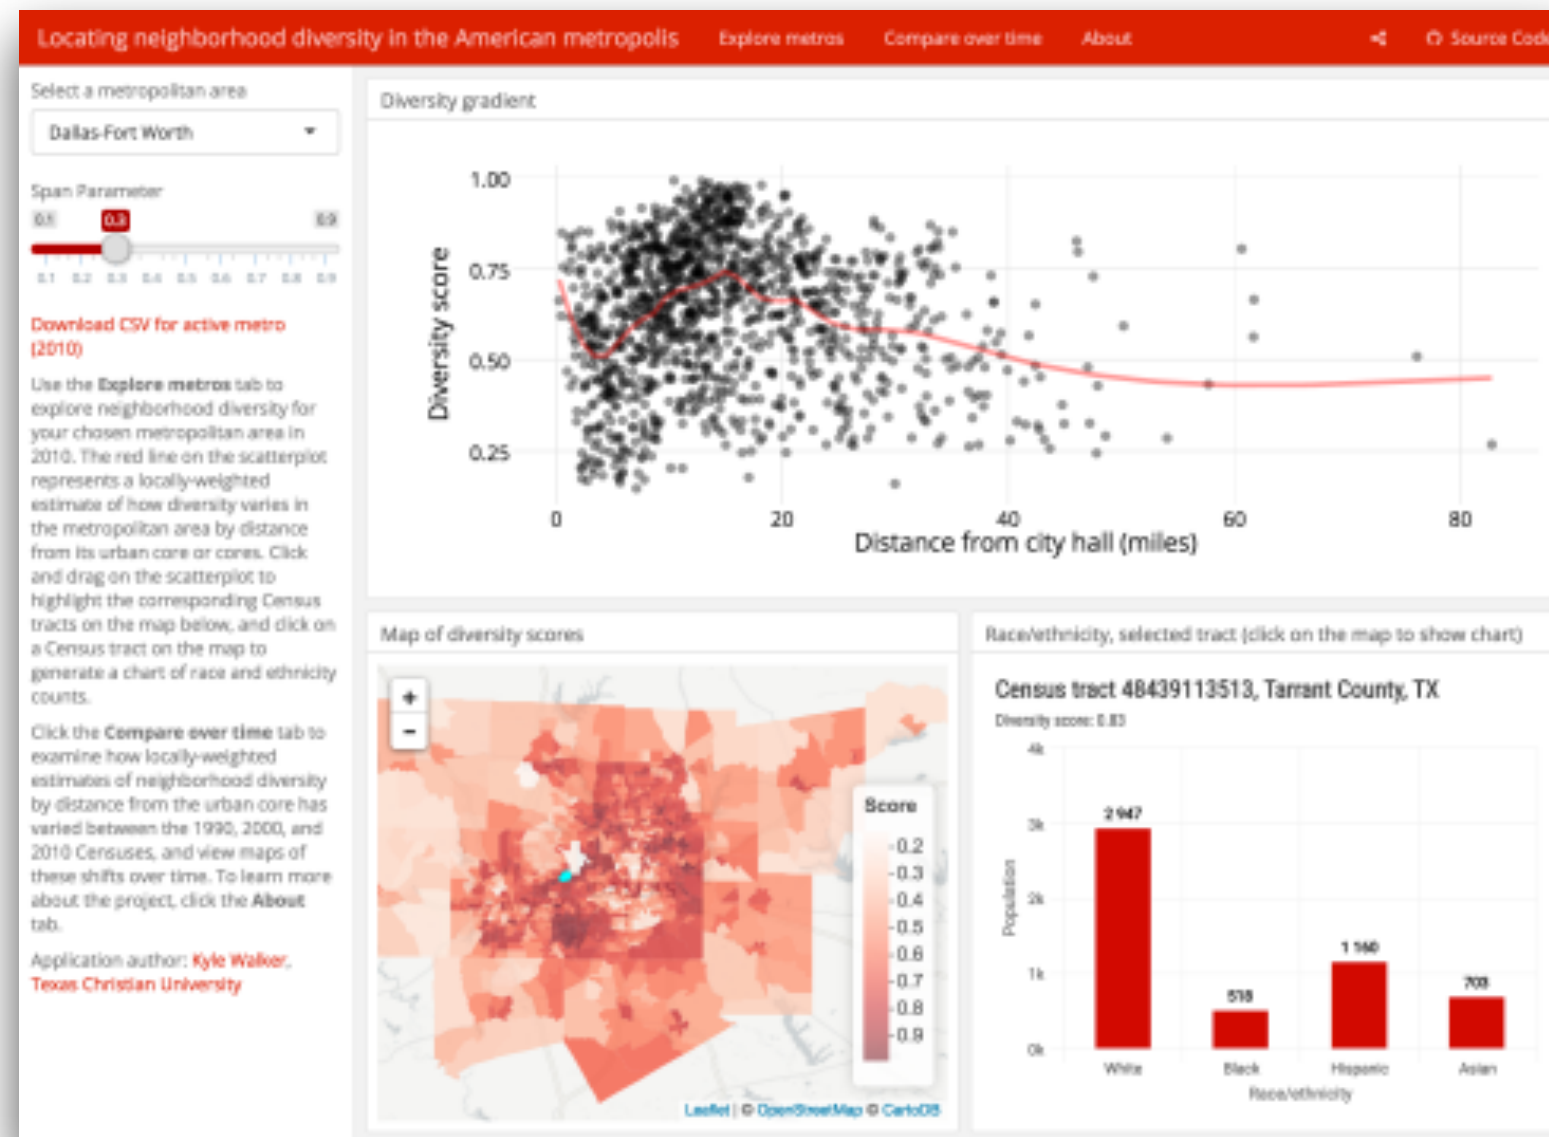 Locating neighborhood diversity in the American metropolis
Explore metros
Compare over time
About
Source Code
Select a metropolitan area
Dallas-Fort Worth
Span Parameter
0.1
0.3
0.9
0.1 0.2 0.3 0.4 0.5 0.6 0.7 0.8 0.9
Download CSV for active metro
(2010)
Use the Explore metros tab to
explore neighborhood diversity for
your chosen metropolitan area in
2010. The red line on the scatterplot
represents a locally-weighted
estimate of how diversity varies in
the metropolitan area by distance
from its urban core or cores. Click
and drag on the scatterplot to
highlight the corresponding Census
tracts on the map below, and click on
a Census tract on the map to
generate a chart of race and ethnicity
counts.
Click the Compare over time tab to
examine how locally-weighted
estimates of neighborhood diversity
by distance from the urban core has
varied between the 1990, 2000, and
2010 Censuses, and view maps of
these shifts over time. To learn more
about the project, click the About
tab.
Application author: Kyle Walker,
Texas Christian University
Diversity gradient
Diversity score
1.00
0.75
0.50
0.25
0 20 40 60 80
Distance from city hall (miles)
Map of diversity scores
+
-
Score
0.2
0.3
0.4
0.5
0.6
0.7
0.8
0.9
Leaflet | © OpenStreetMap © CartoDB
Race/ethnicity, selected tract (click on the map to show chart)
Census tract 48439113513, Tarrant County, TX
Diversity score: 0.83
Population
4k
3k
2k
1k
0k
2 947
518
1 160
703
White Black Hispanic Asian
Race/ethnicity